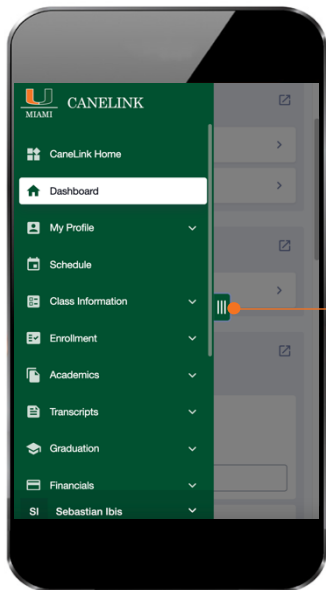 U
MIAMI
CANELINK
CaneLink Home
Dashboard
My Profile
Schedule
Class Information
Enrollment
Academics
Transcripts
Graduation
Financials
SI Sebastian Ibis